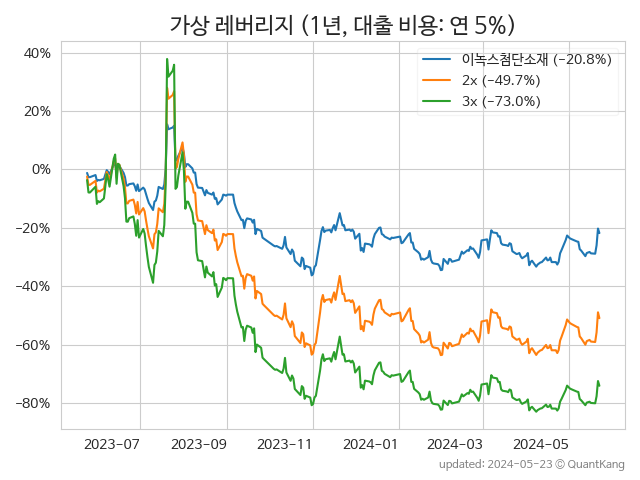 가상 레버리지 (1년, 대출 비용: 연 5%)
이녹스첨단소재 (−20.8%)
2x (−49.7%)
3x (−73.0%)
40%
20%
0%
−20%
−40%
−60%
−80%
2023-07
2023-09
2023-11
2024-01
2024-03
2024-05
updated: 2024-05-23 ⓒ QuantKang